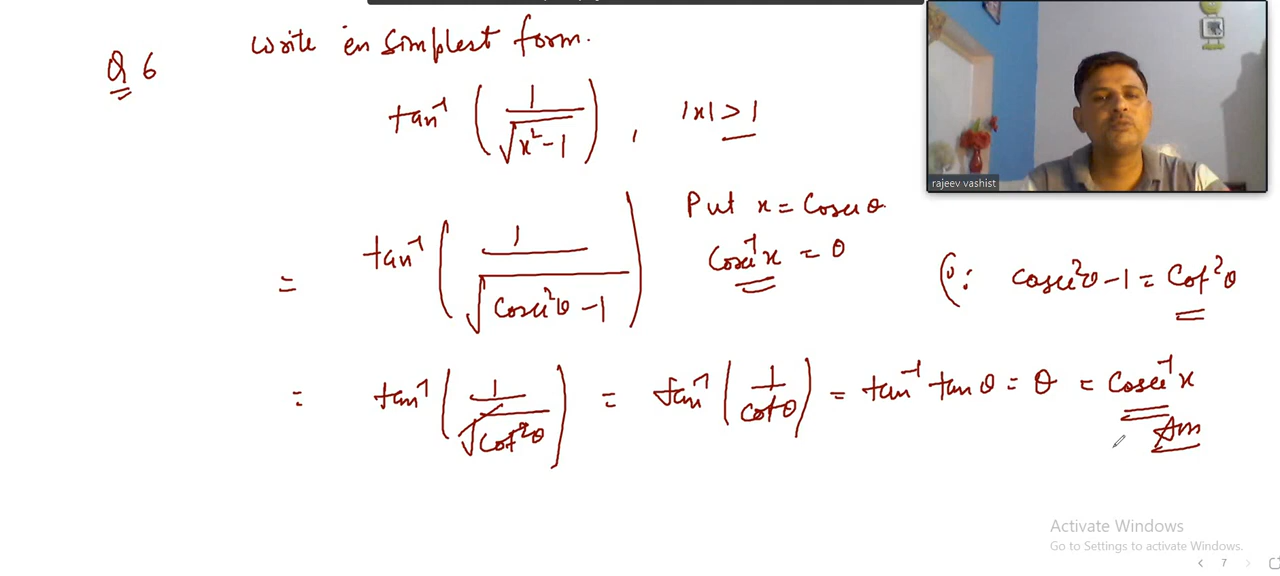 Q 6 Write in Simplest form.
tan⁻¹ (1/√(x² - 1)), |x| > 1
Put x = Cosec θ
= tan⁻¹ (1/√(Cosec²θ - 1)) Cosec⁻¹ x = θ (∵ Cosec²θ - 1 = Cot²θ
= tan⁻¹ (1/√(Cot²θ)) = tan⁻¹ (1/Cotθ) = tan⁻¹ tan θ = θ = Cosec⁻¹ x
Ans
rajeev vashist
Activate Windows
Go to Settings to activate Windows.
< 7 >